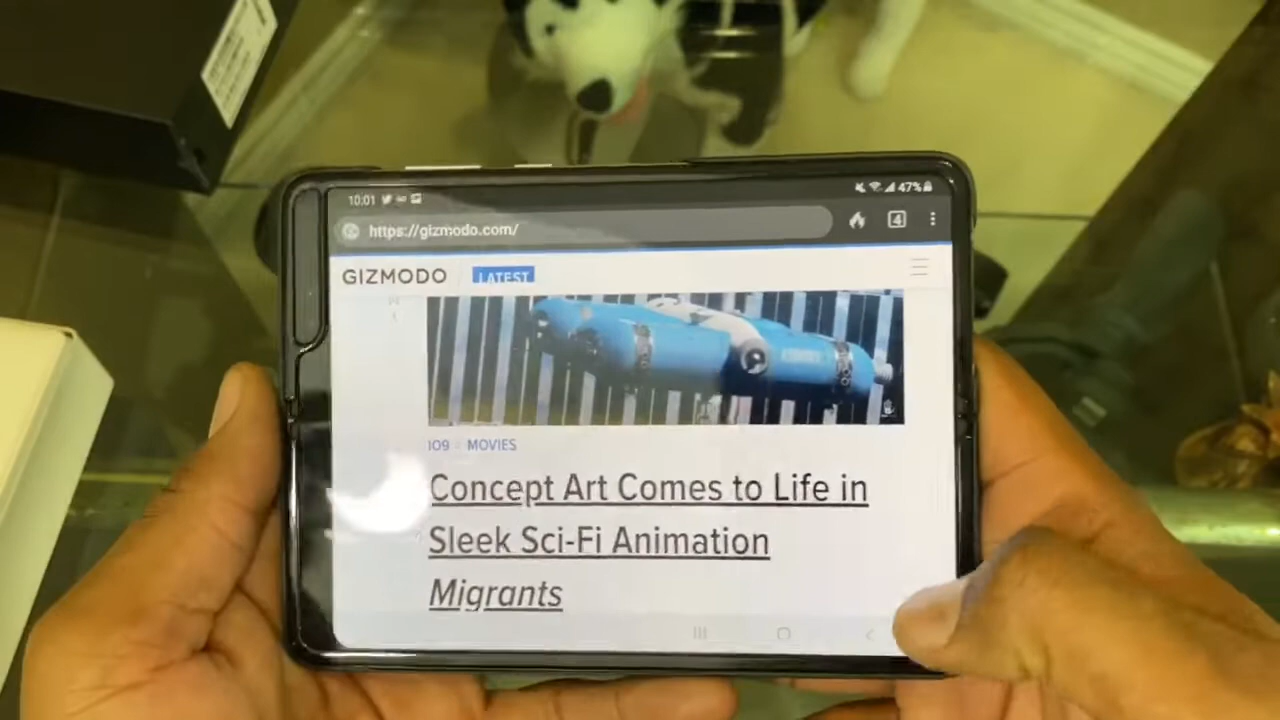 10:01
47%
https://gizmodo.com/
4
GIZMODO
LATEST
IO9
MOVIES
Concept Art Comes to Life in
Sleek Sci-Fi Animation
Migrants